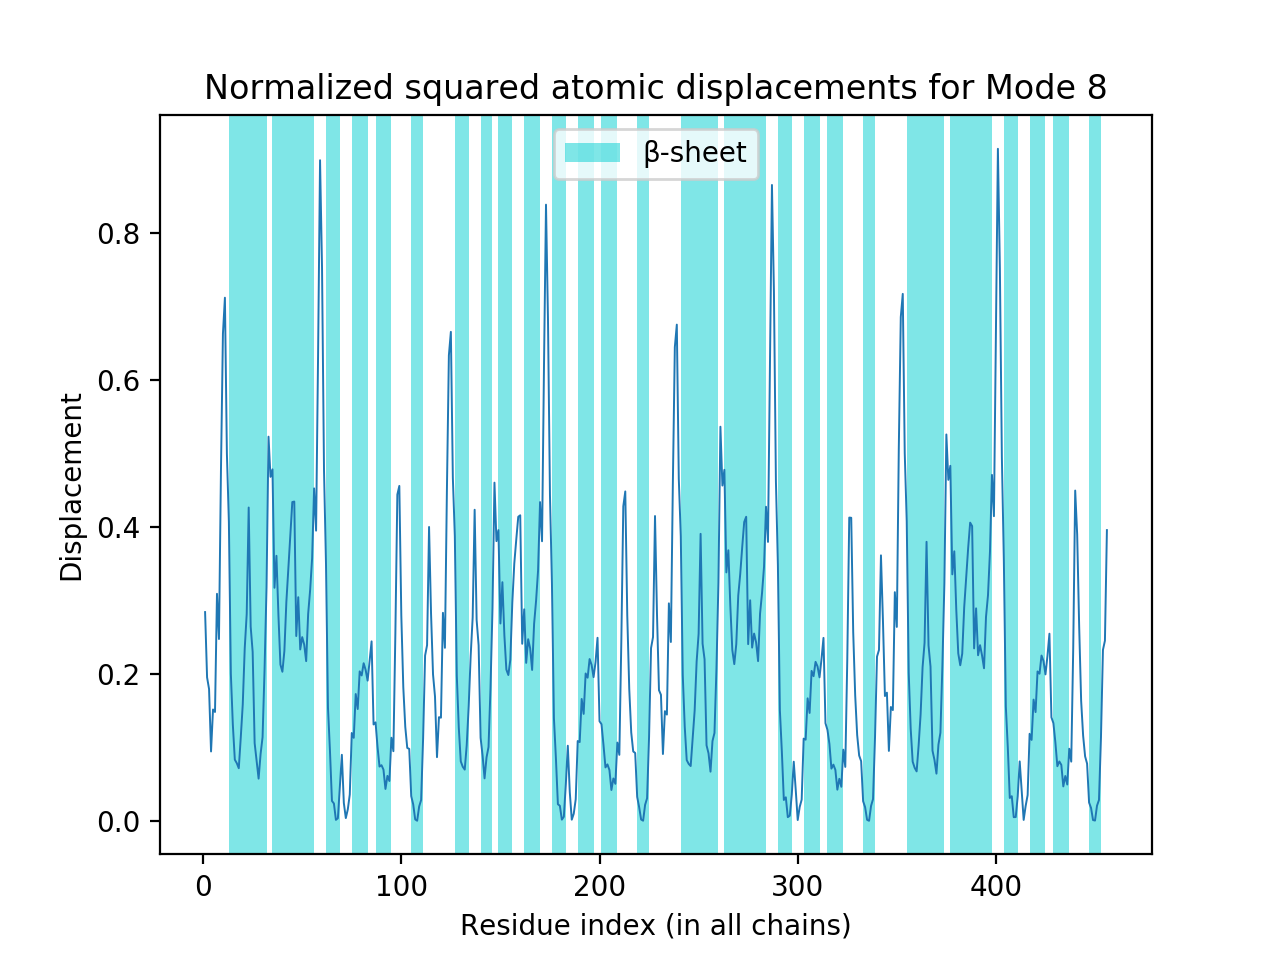 Normalized squared atomic displacements for Mode 8
β-sheet
0.8
0.6
0.4
0.2
0.0
Displacement
0 100 200 300 400
Residue index (in all chains)